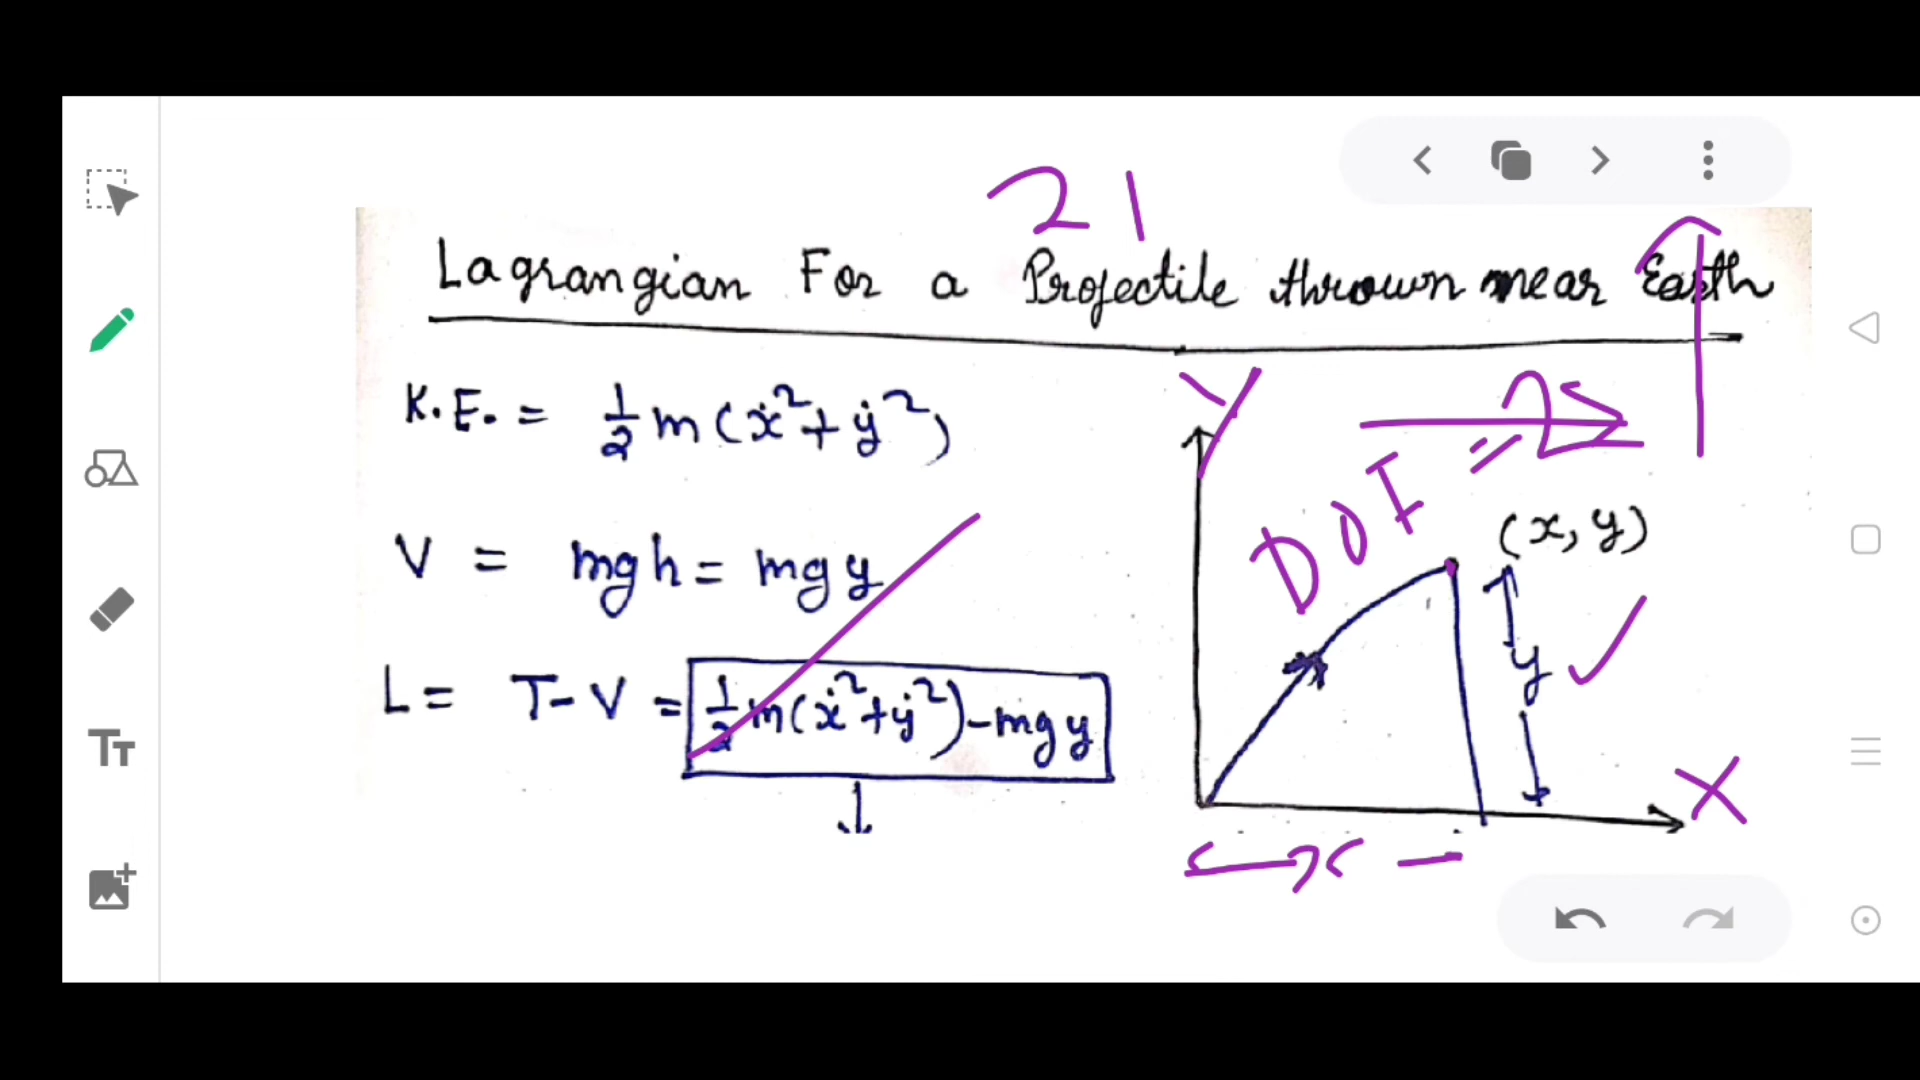 21
Lagrangian For a Projectile thrown near Earth
K.E. = 1/2 m(ẋ²+ẏ²)
V = mgh = mgy
L = T-V = 1/2 m(ẋ²+ẏ²)-mgy
Y
DOF = 2
(x, y)
y
X
x
TT